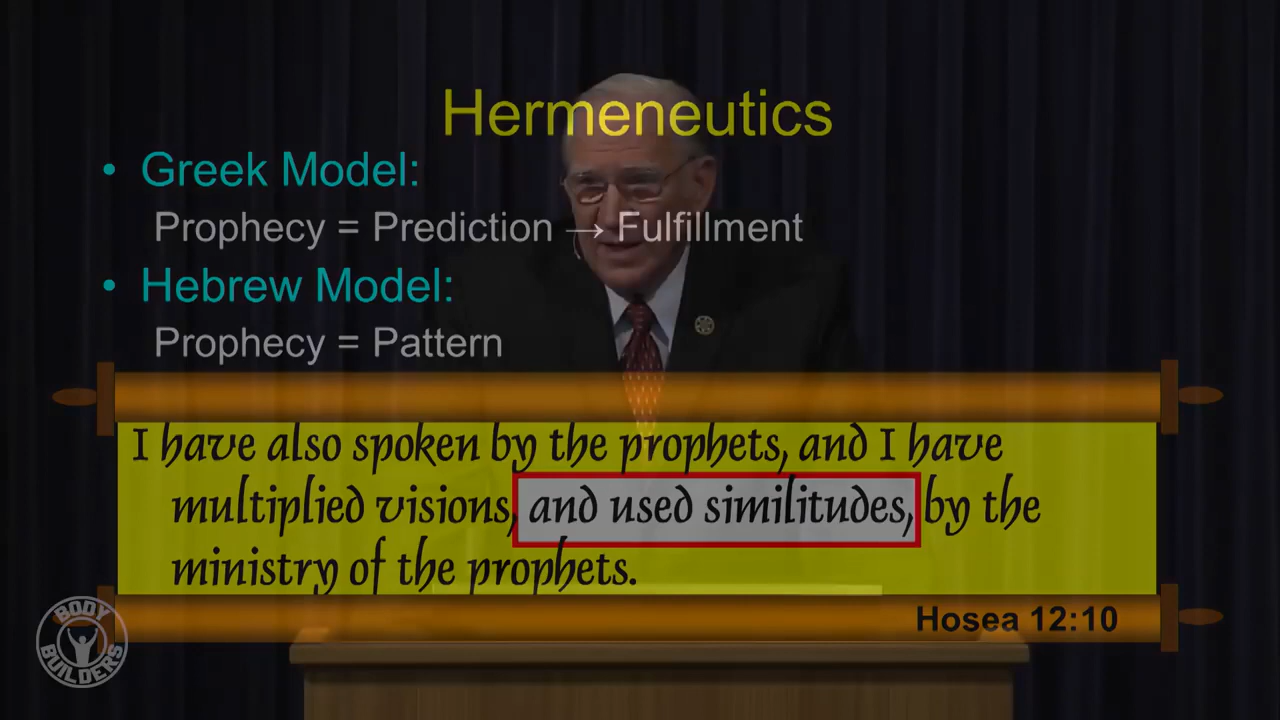 Hermeneutics
• Greek Model:
Prophecy = Prediction → Fulfillment
• Hebrew Model:
Prophecy = Pattern
I have also spoken by the prophets, and I have
multiplied visions, and used similitudes, by the
ministry of the prophets.
Hosea 12:10
BODY
BUILDERS